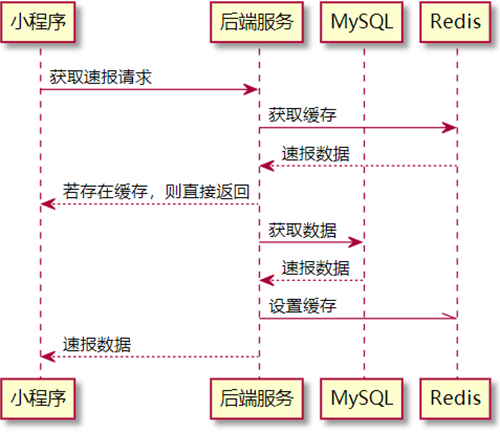 小程序 后端服务 MySQL Redis
获取速报请求
获取缓存
速报数据
若存在缓存，则直接返回
获取数据
速报数据
设置缓存
速报数据
小程序 后端服务 MySQL Redis